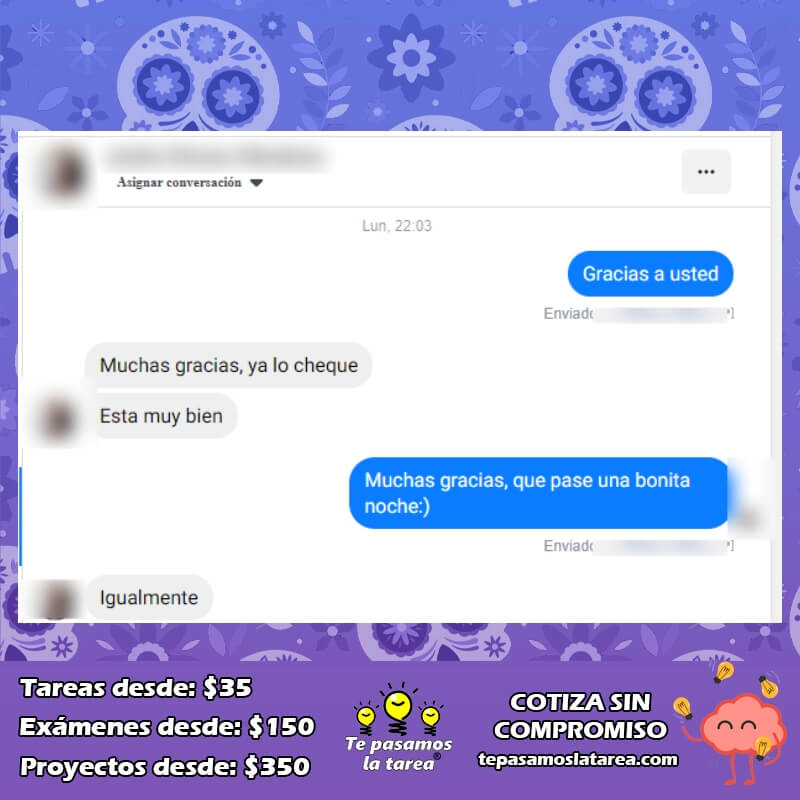 Asignar conversación
Lun, 22:03
Gracias a usted
Enviado
Muchas gracias, ya lo cheque
Esta muy bien
Muchas gracias, que pase una bonita
noche:)
Enviado
Igualmente
Tareas desde: $35
Exámenes desde: $150
Proyectos desde: $350
Te pasamos
la tarea®
COTIZA SIN
COMPROMISO
tepasamoslatarea.com